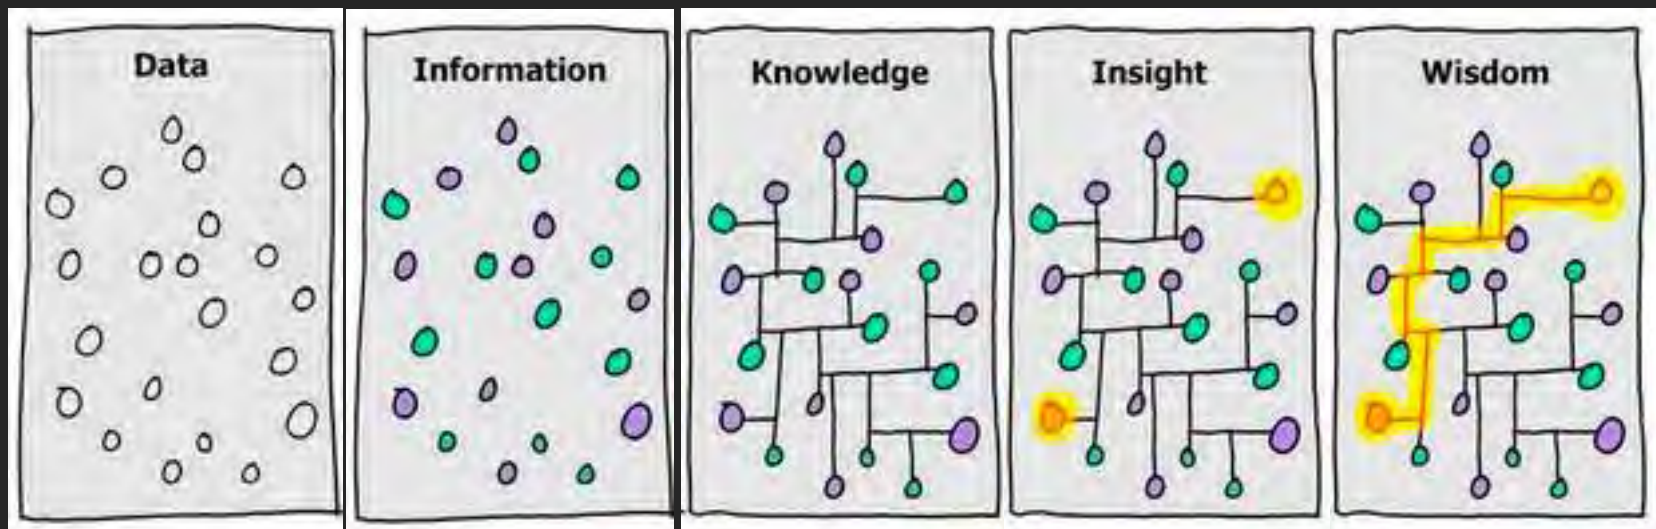 Data
Information
Knowledge
Insight
Wisdom